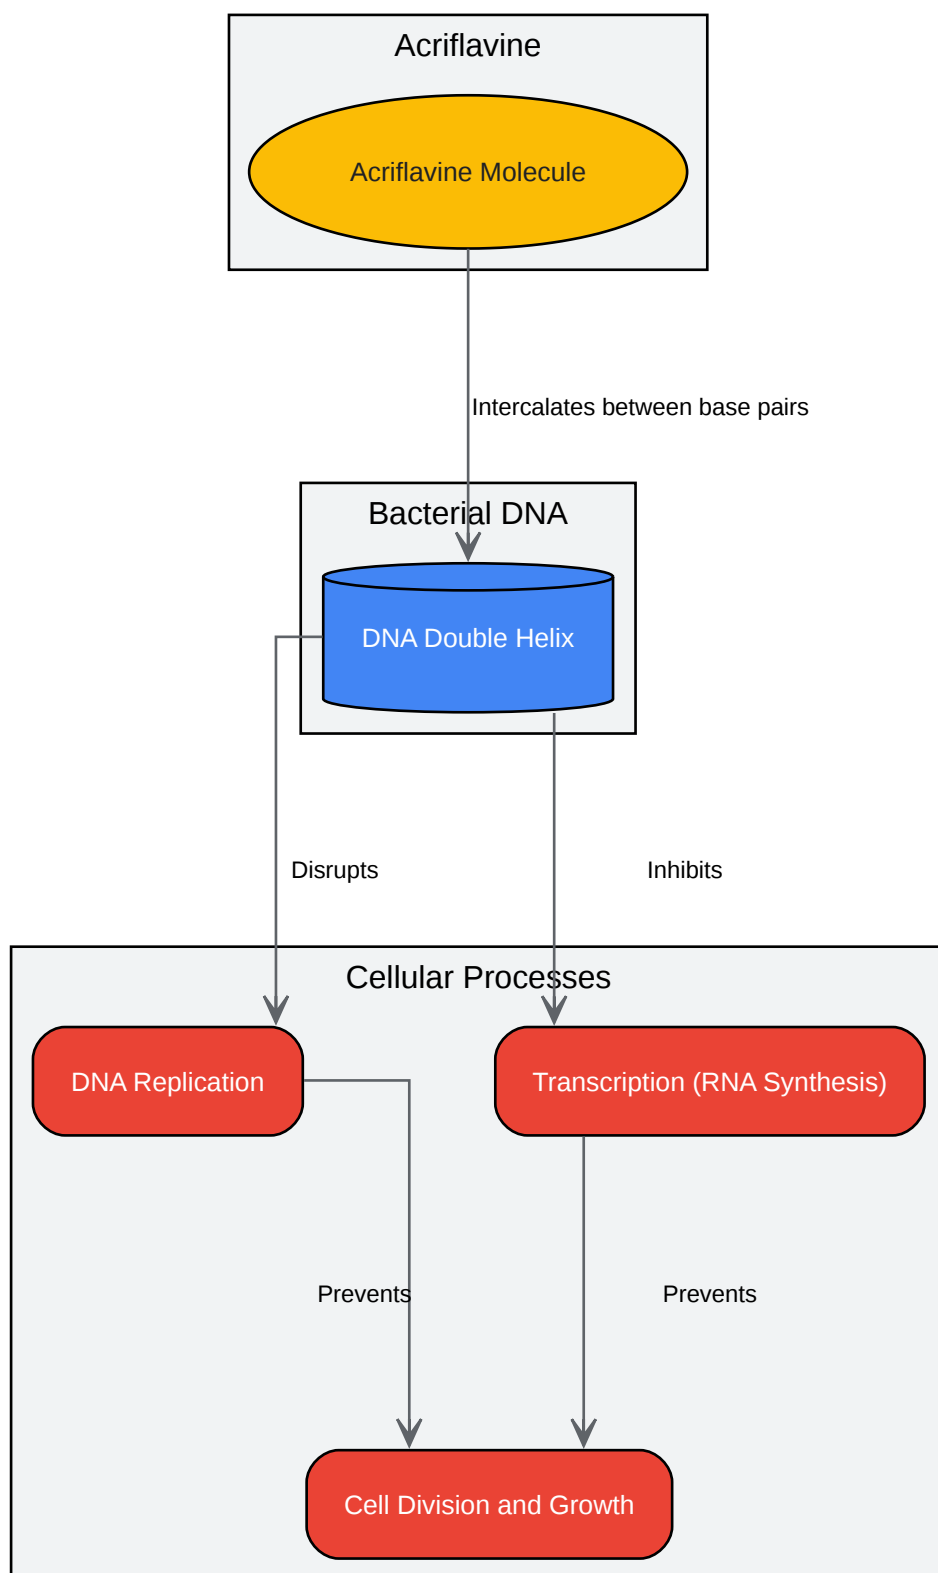 Acriflavine
Acriflavine Molecule
Intercalates between base pairs
Bacterial DNA
DNA Double Helix
Disrupts
Inhibits
Cellular Processes
DNA Replication
Transcription (RNA Synthesis)
Prevents
Prevents
Cell Division and Growth